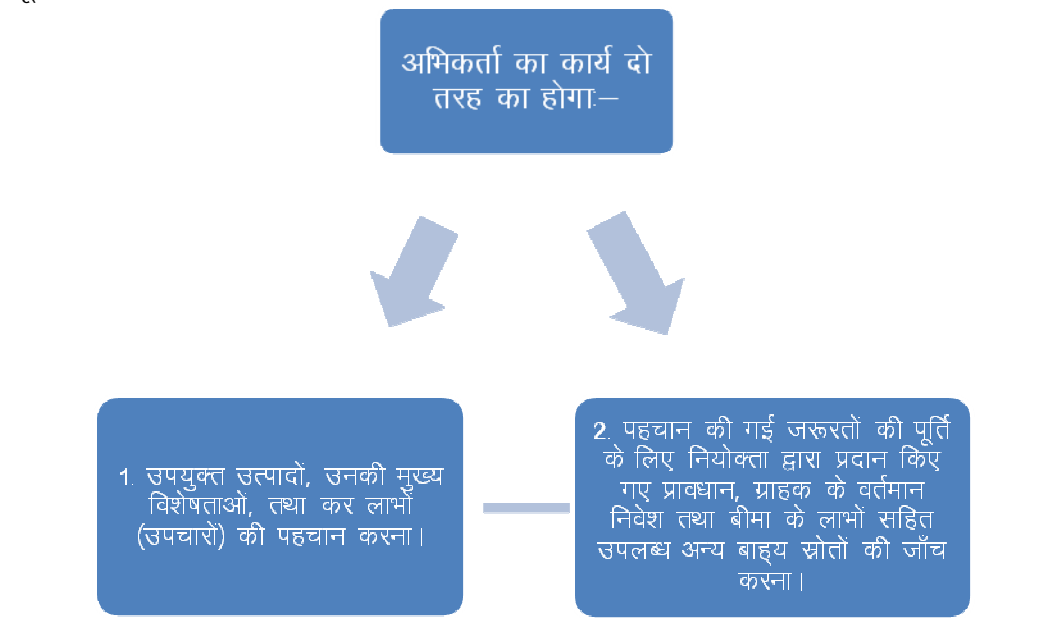 अभिकर्ता का कार्य दो
तरह का होगाः–
1. उपयुक्त उत्पादों, उनकी मुख्य
विशेषताओं, तथा कर लाभों
(उपचारों) की पहचान करना।
2. पहचान की गई जरूरतों की पूर्ति
के लिए नियोक्ता द्वारा प्रदान किए
गए प्रावधान, ग्राहक के वर्तमान
निवेश तथा बीमा के लाभों सहित
उपलब्ध अन्य बाह्य स्रोतों की जाँच
करना।